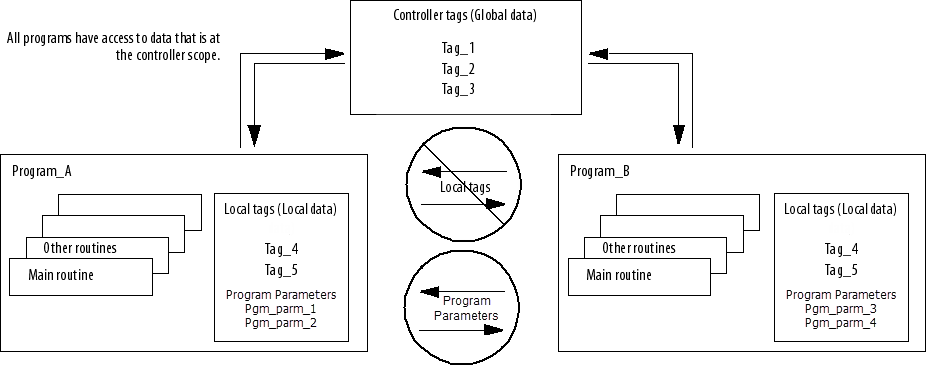 Controller tags (Global data)
Tag_1
Tag_2
Tag_3
All programs have access to data that is at
the controller scope.
Program_A
Other routines
Main routine
Local tags (Local data)
Tag_4
Tag_5
Program Parameters
Pgm_parm_1
Pgm_parm_2
Local tags
Program
Parameters
Program_B
Other routines
Main routine
Local tags (Local data)
Tag_4
Tag_5
Program Parameters
Pgm_parm_3
Pgm_parm_4